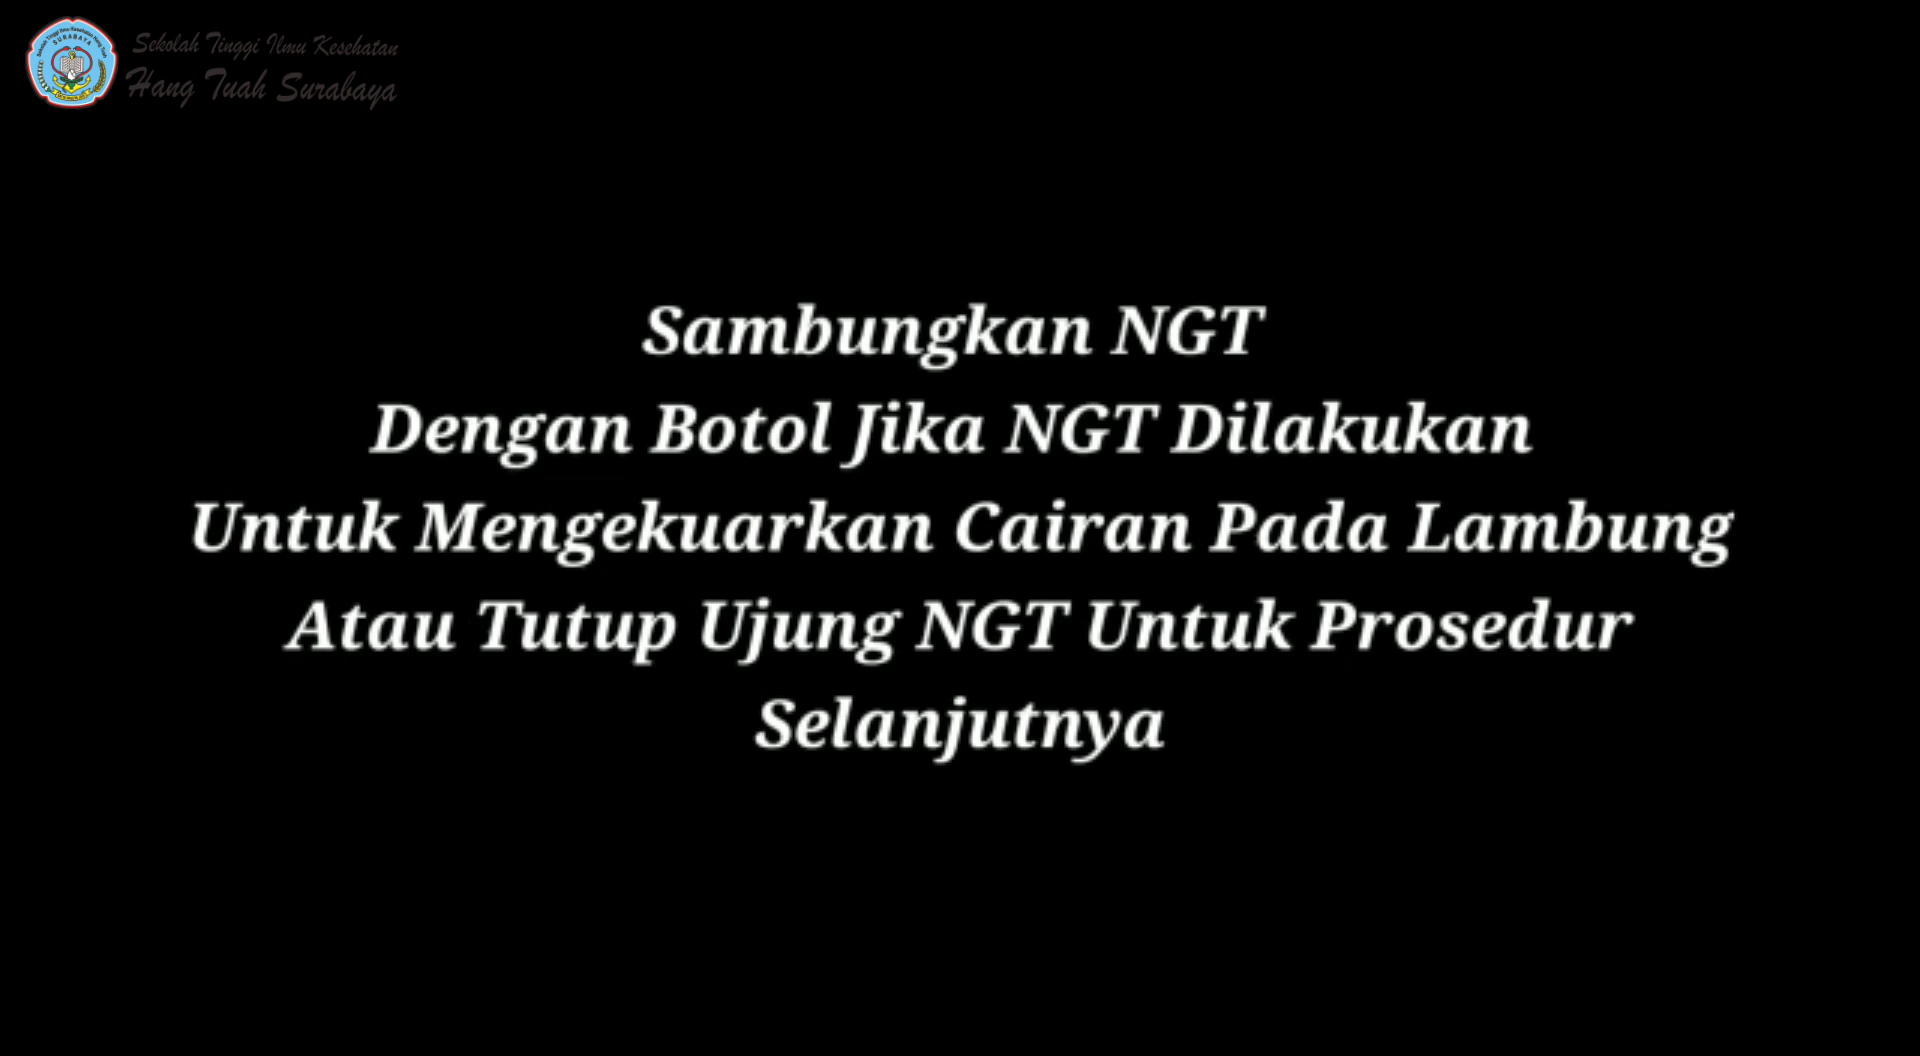 Sekolah Tinggi Ilmu Kesehatan
Hang Tuah Surabaya
SURABAYA
Sambungkan NGT
Dengan Botol Jika NGT Dilakukan
Untuk Mengekuarkan Cairan Pada Lambung
Atau Tutup Ujung NGT Untuk Prosedur
Selanjutnya